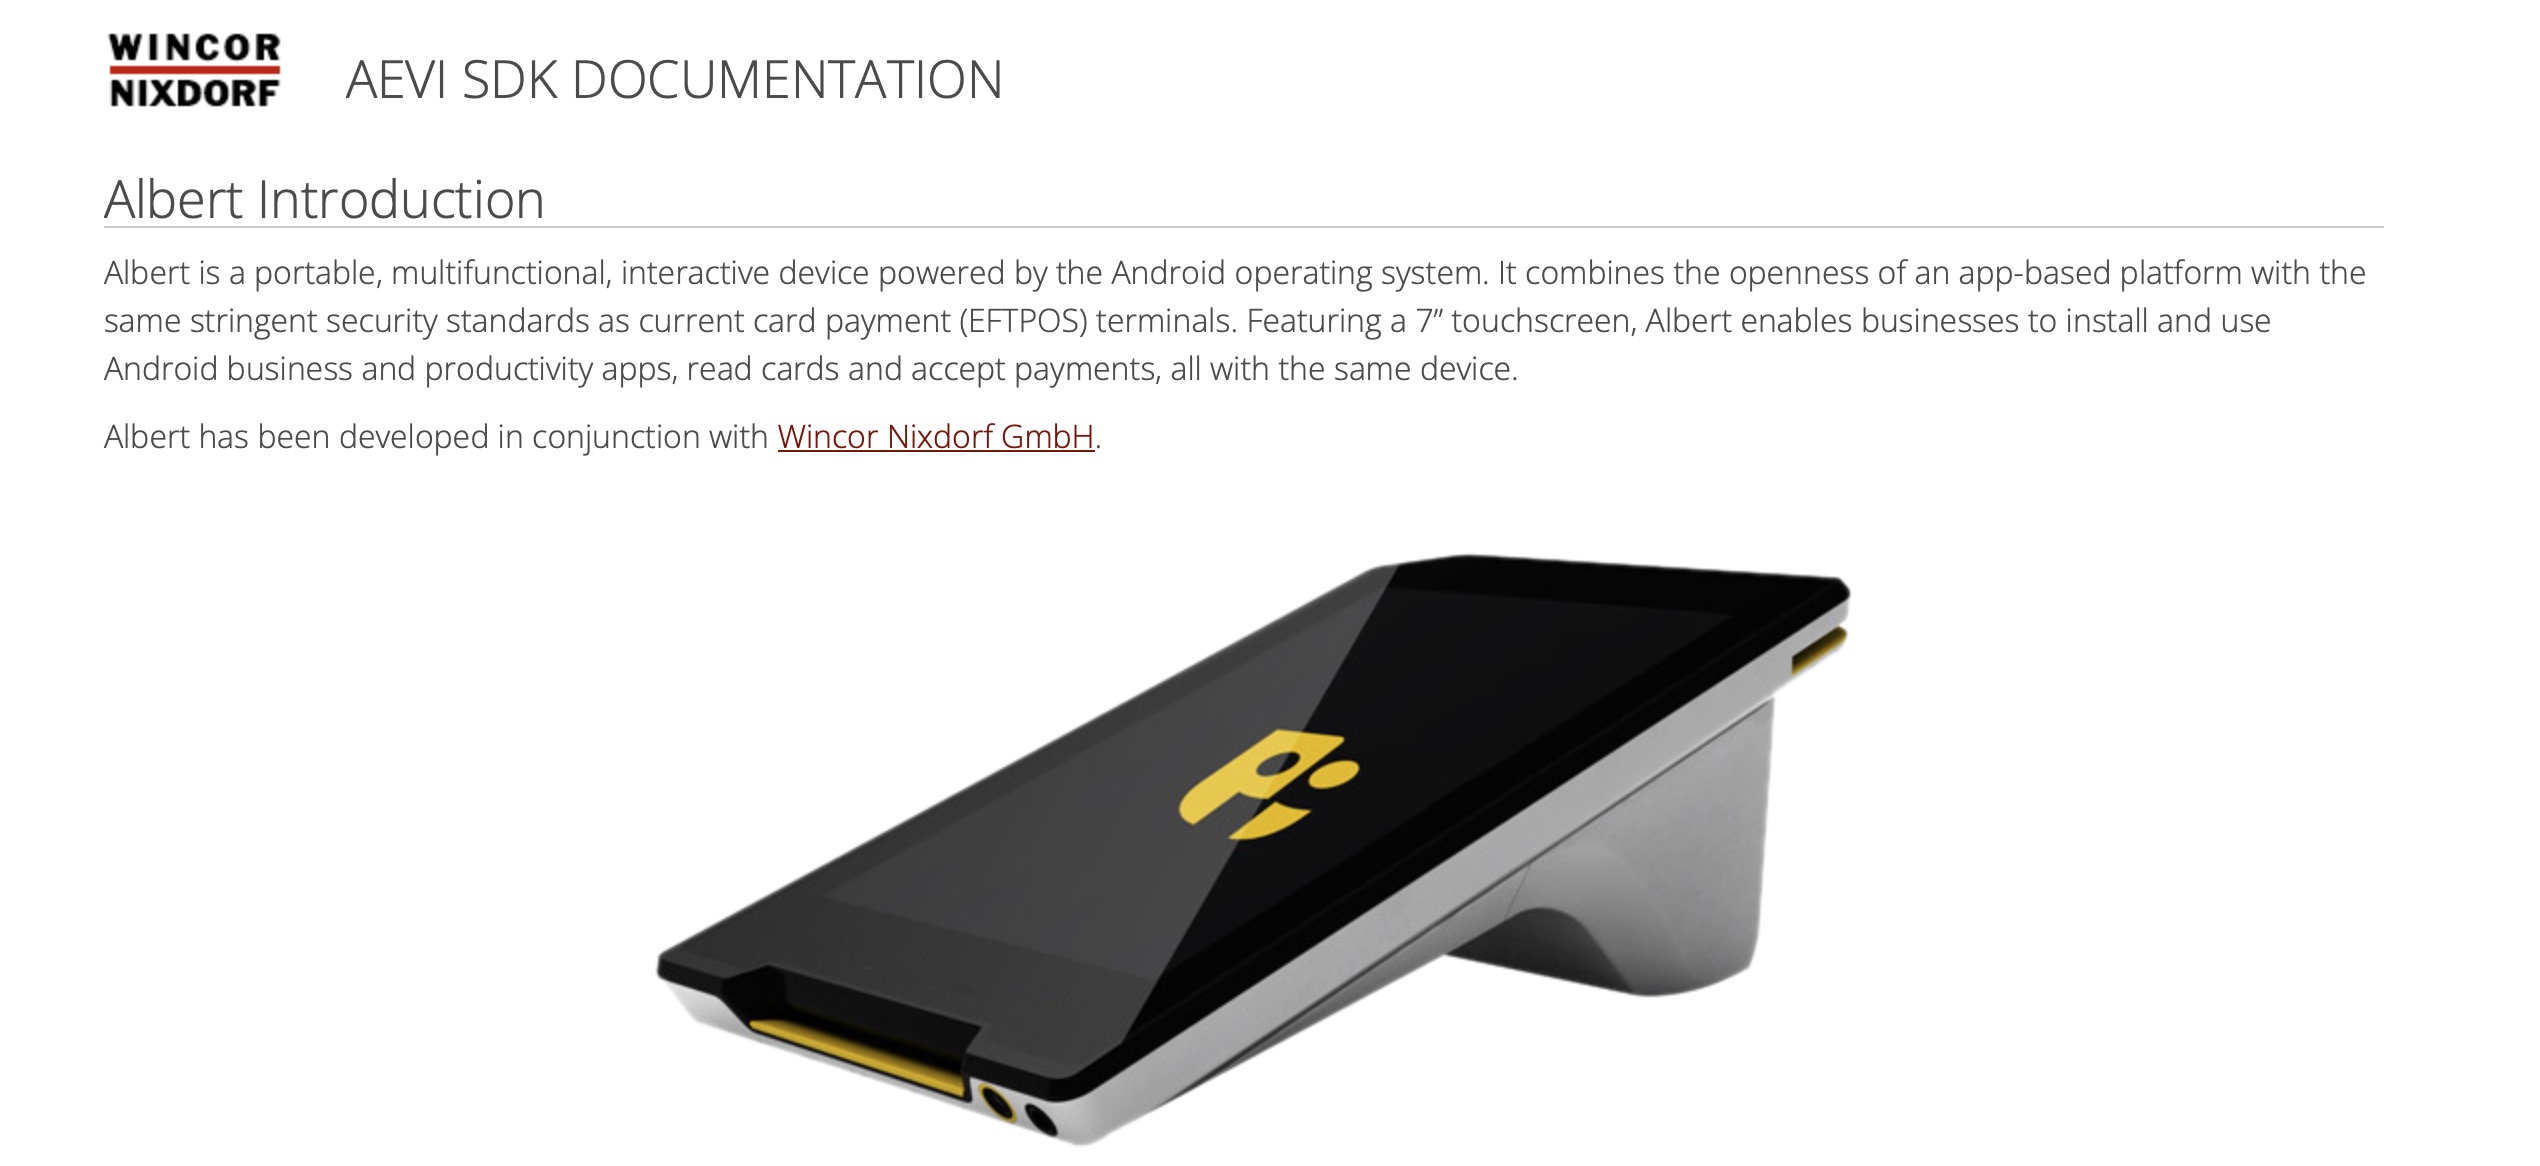 WINCOR
NIXDORF
AEVI SDK DOCUMENTATION
Albert Introduction
Albert is a portable, multifunctional, interactive device powered by the Android operating system. It combines the openness of an app-based platform with the
same stringent security standards as current card payment (EFTPOS) terminals. Featuring a 7” touchscreen, Albert enables businesses to install and use
Android business and productivity apps, read cards and accept payments, all with the same device.
Albert has been developed in conjunction with Wincor Nixdorf GmbH.